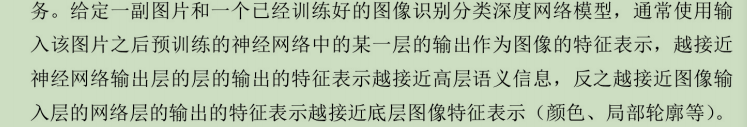 务。给定一副图片和一个已经训练好的图像识别分类深度网络模型，通常使用输
入该图片之后预训练的神经网络中的某一层的输出作为图像的特征表示，越接近
神经网络输出层的层的输出的特征表示越接近高层语义信息，反之越接近图像输
入层的网络层的输出的特征表示越接近底层图像特征表示（颜色、局部轮廓等）。